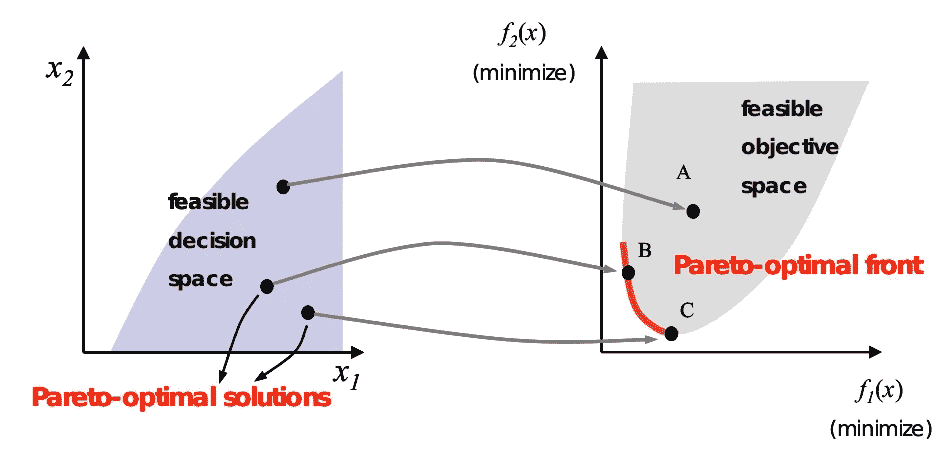 x₂
feasible
decision
space
x₁
Pareto-optimal solutions
f₂(x)
(minimize)
feasible
objective
space
A
B
Pareto-optimal front
C
f₁(x)
(minimize)